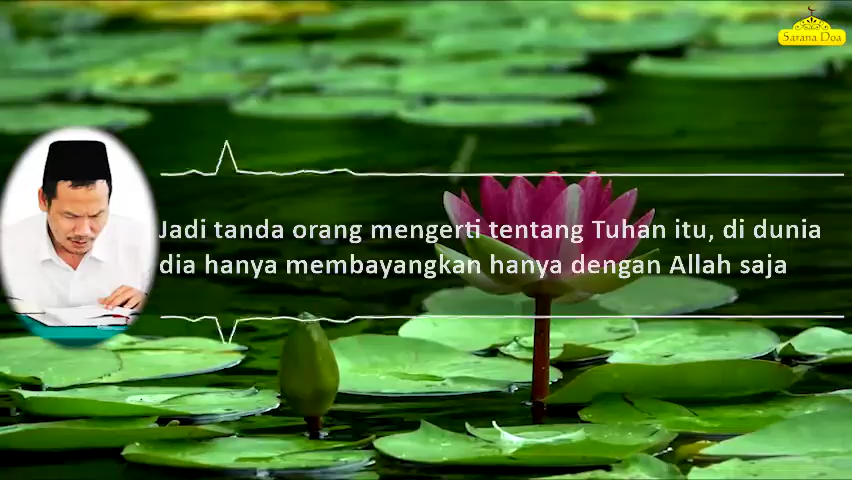 Sarana Doa
Jadi tanda orang mengerti tentang Tuhan itu, di dunia
dia hanya membayangkan hanya dengan Allah saja